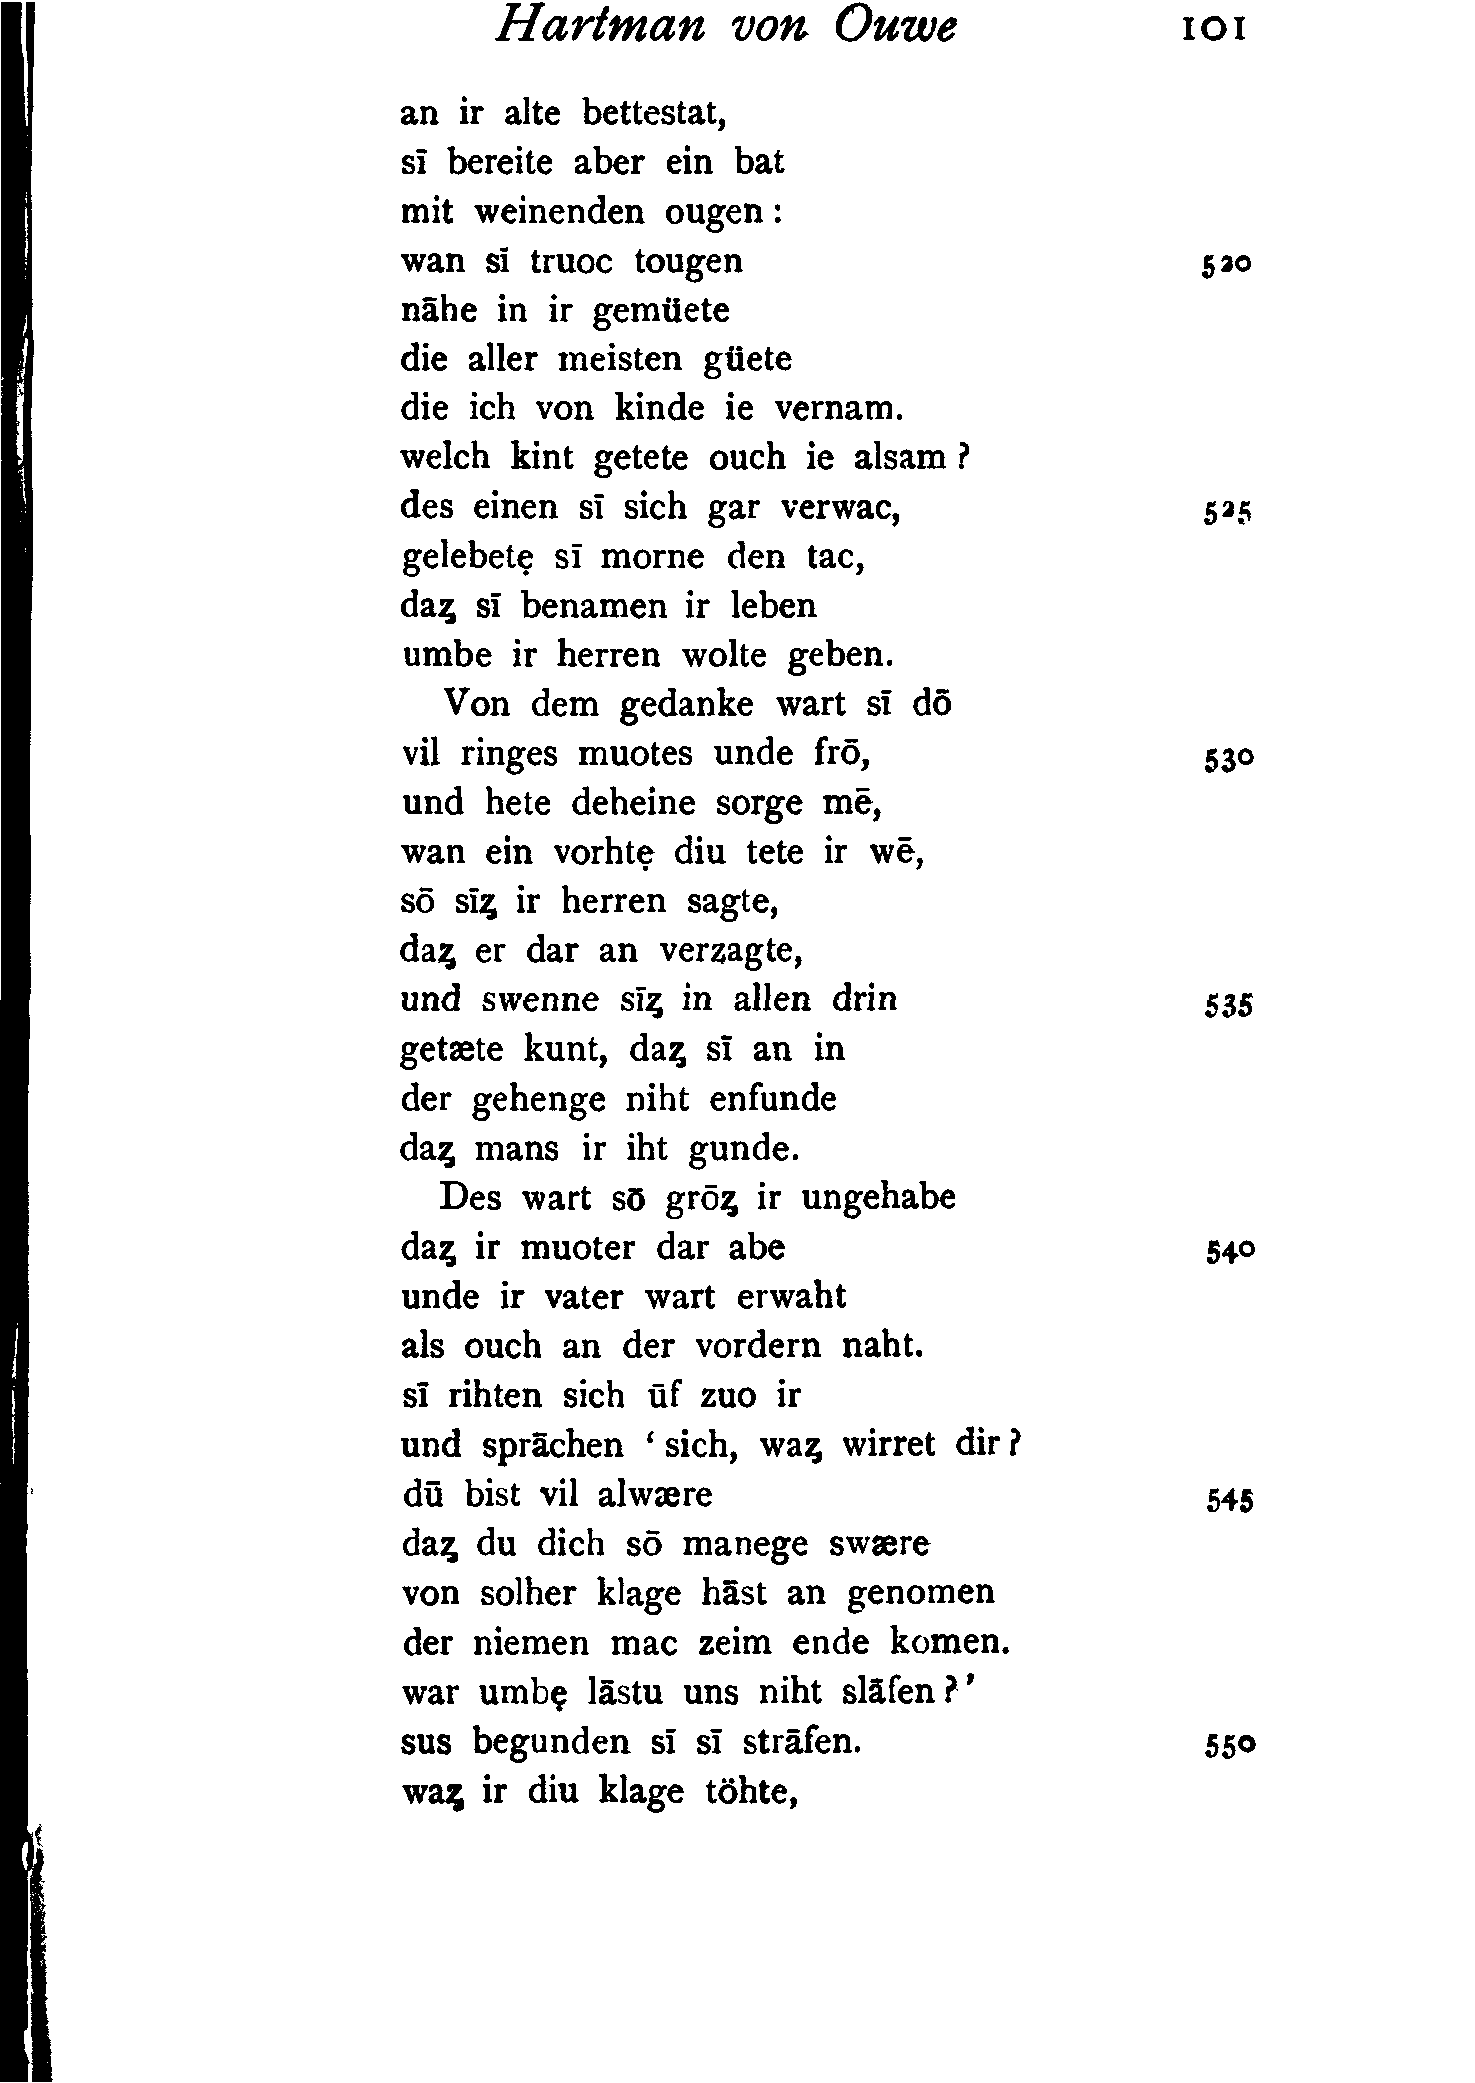 Hartman von Ouwe 101
an ir alte bettestat,
sī bereite aber ein bat
mit weinenden ougen :
wan sī truoc tougen 520
nāhe in ir gemüete
die aller meisten güete
die ich von kinde ie vernam.
welch kint getete ouch ie alsam ?
des einen sī sich gar verwac, 525
gelebetẹ sī morne den tac,
daȥ sī benamen ir leben
umbe ir herren wolte geben.
Von dem gedanke wart sī dō
vil ringes muotes unde frō, 530
und hete deheine sorge mē,
wan ein vorhtẹ diu tete ir wē,
sō sīȥ ir herren sagte,
daȥ er dar an verzagte,
und swenne sīȥ in allen drin 535
getæte kunt, daȥ sī an in
der gehenge niht enfunde
daȥ mans ir iht gunde.
Des wart sō grōȥ ir ungehabe
daȥ ir muoter dar abe 540
unde ir vater wart erwaht
als ouch an der vordern naht.
sī rihten sich ūf zuo ir
und sprāchen ‘ sich, waȥ wirret dir ?
dū bist vil alwære 545
daȥ du dich sō manege swære
von solher klage hāst an genomen
der niemen mac zeim ende komen.
war umbẹ lāstu uns niht slāfen ?’
sus begunden sī sī strāfen. 550
waȥ ir diu klage töhte,